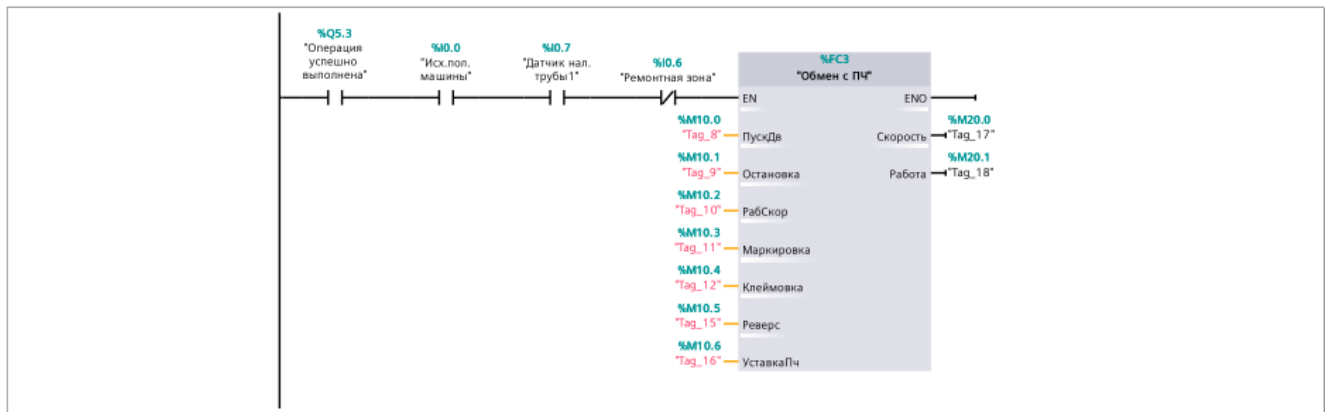 %Q5.3
"Операция
успешно
выполнена"
%I0.0
"Исх.пол.
машины"
%I0.7
"Датчик нал.
трубы1"
%I0.6
"Ремонтная зона"
%FC3
"Обмен с ПЧ"
EN
ENO
%M10.0
"Tag_8"
ПускДв
Скорость
%M20.0
"Tag_17"
%M10.1
"Tag_9"
Остановка
Работа
%M20.1
"Tag_18"
%M10.2
"Tag_10"
РабСкор
%M10.3
"Tag_11"
Маркировка
%M10.4
"Tag_12"
Клеймовка
%M10.5
"Tag_15"
Реверс
%M10.6
"Tag_16"
УставкаПч